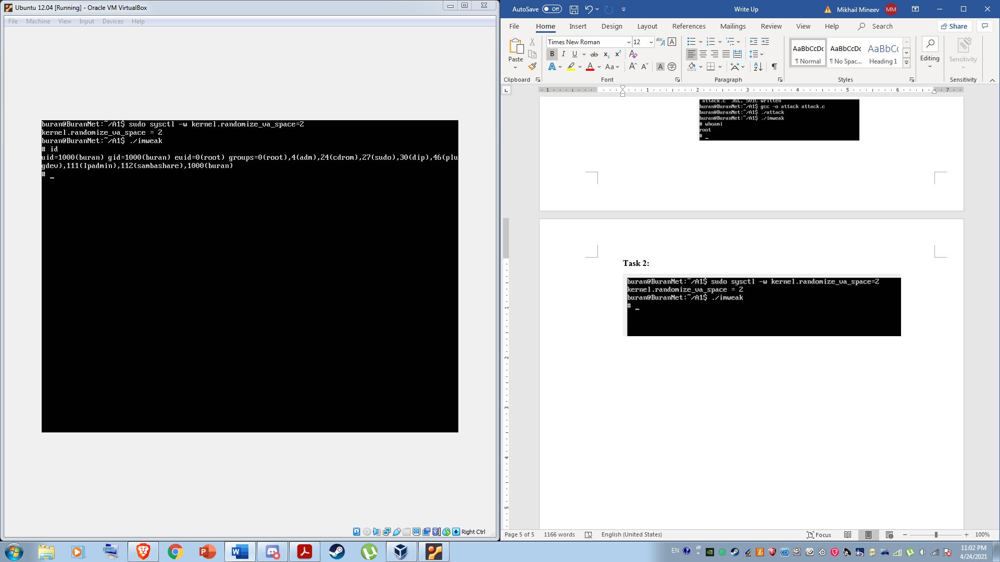 Ubuntu 12.04 [Running] - Oracle VM VirtualBox
File Machine View Input Devices Help
buran@BuranNet:~/A1$ sudo sysctl -w kernel.randomize_va_space=2
kernel.randomize_va_space = 2
buran@BuranNet:~/A1$ ./imweak
# id
uid=1000(buran) gid=1000(buran) euid=0(root) groups=0(root),4(adm),24(cdrom),27(sudo),30(dip),46(plu
gdev),111(lpadmin),112(sambashare),1000(buran)
# _
Right Ctrl
AutoSave Off
Write Up
Mikhail Mineev MM
File Home Insert Design Layout References Mailings Review View Help Search Share
Times New Roman 12
Paste
Clipboard
Font
Paragraph
AaBbCcDc AaBbCcDc AaBbCc
¶ Normal ¶ No Spac... Heading 1
Styles
Editing
Sensitivity
Sensitivity
1 1 2 3 4 5 6 7
attack.c" 36L, 501C written
buran@BuranNet:~/A1$ gcc -o attack attack.c
buran@BuranNet:~/A1$ ./attack
buran@BuranNet:~/A1$ ./imweak
# whoami
root
# _
Task 2:
buran@BuranNet:~/A1$ sudo sysctl -w kernel.randomize_va_space=2
kernel.randomize_va_space = 2
buran@BuranNet:~/A1$ ./imweak
# _
1
2
3
4
5
Page 5 of 5 1166 words English (United States) Focus 100%
EN
11:02 PM
4/24/2021